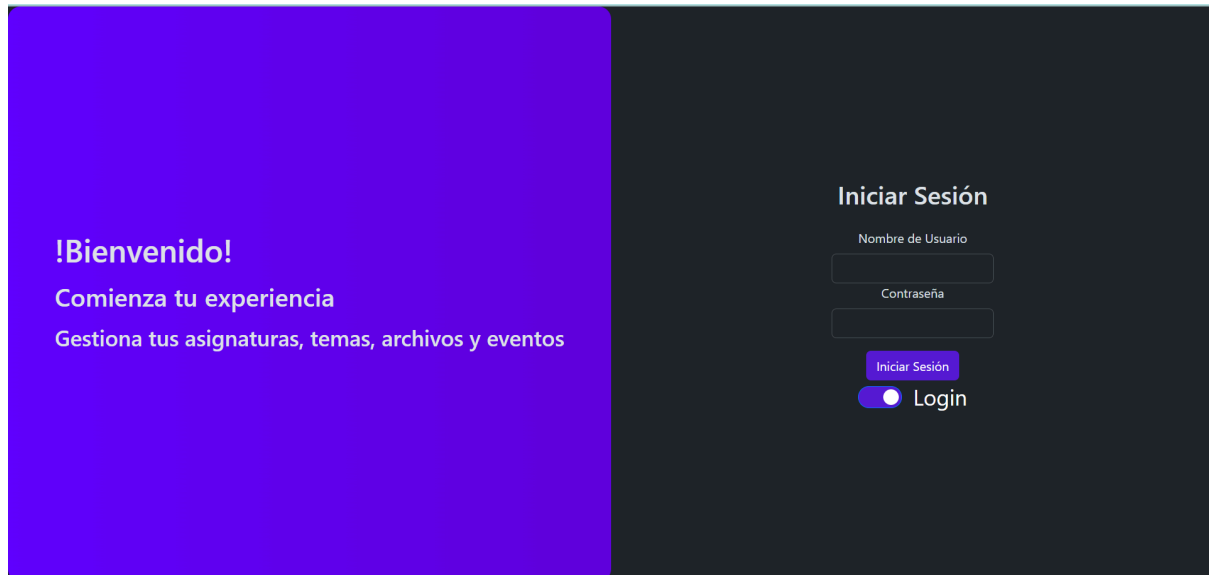 !Bienvenido!
Comienza tu experiencia
Gestiona tus asignaturas, temas, archivos y eventos
Iniciar Sesión
Nombre de Usuario
Contraseña
Iniciar Sesión
Login